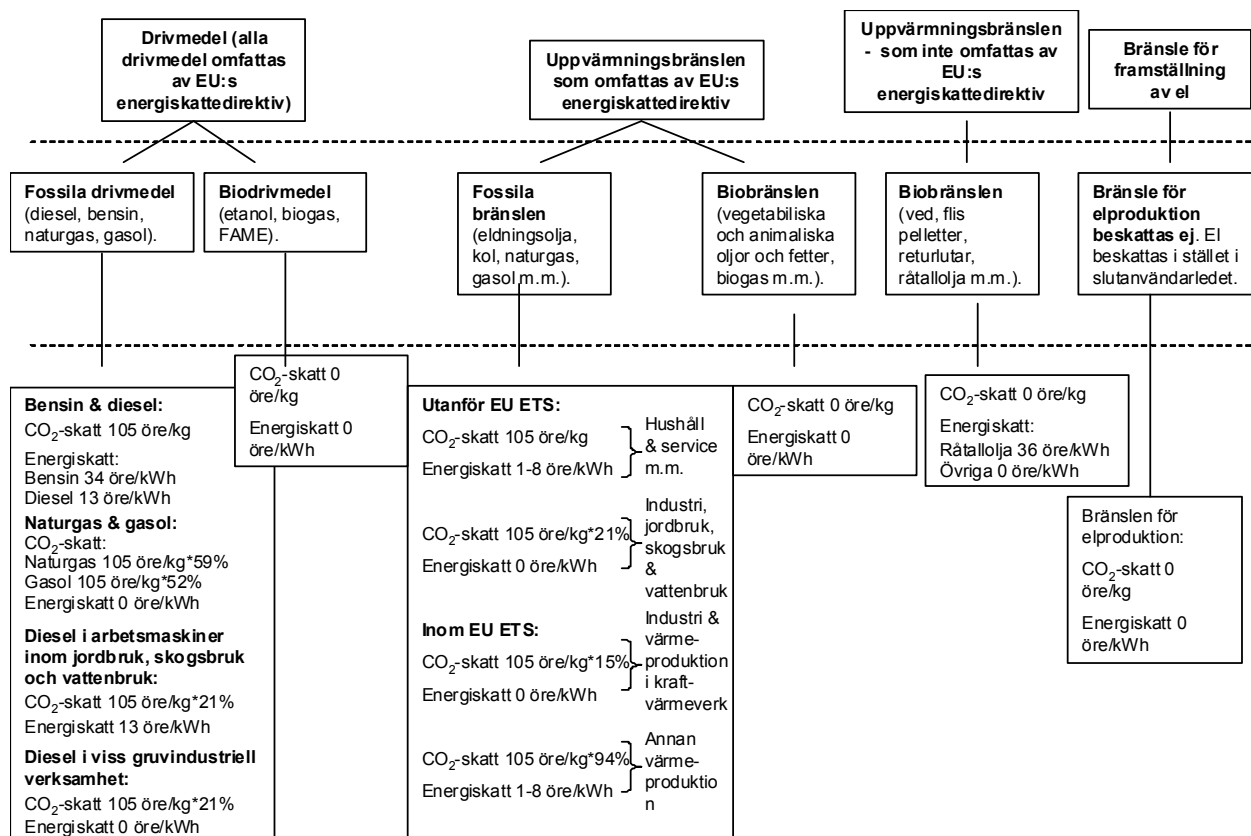 Drivmedel (alla
drivmedel omfattas
av EU:s
energiskattedirektiv)
Uppvärmningsbränslen
som omfattas av EU:s
energiskattedirektiv
Uppvärmningsbränslen
- som inte omfattas av
EU:s
energiskattedirektiv
Bränsle för
framställning
av el
Fossila drivmedel
(diesel, bensin,
naturgas, gasol).
Biodrivmedel
(etanol, biogas,
FAME).
Fossila
bränslen
(eldningsolja,
kol, naturgas,
gasol m.m.).
Biobränslen
(vegetabiliska
och animaliska
oljor och fetter,
biogas m.m.).
Biobränslen
(ved, flis
pelletter,
returlutar,
råtallolja m.m.).
Bränsle för
elproduktion
beskattas ej. El
beskattas i stället i
slutanvändarledet.
Bensin & diesel:
CO2-skatt 105 öre/kg
Energiskatt:
Bensin 34 öre/kWh
Diesel 13 öre/kWh
Naturgas & gasol:
CO2-skatt:
Naturgas 105 öre/kg*59%
Gasol 105 öre/kg*52%
Energiskatt 0 öre/kWh
Diesel i arbetsmaskiner
inom jordbruk, skogsbruk
och vattenbruk:
CO2-skatt 105 öre/kg*21%
Energiskatt 13 öre/kWh
Diesel i viss gruvindustriell
verksamhet:
CO2-skatt 105 öre/kg*21%
Energiskatt 0 öre/kWh
CO2-skatt 0
öre/kg
Energiskatt 0
öre/kWh
Utanför EU ETS:
CO2-skatt 105 öre/kg
Energiskatt 1-8 öre/kWh
Hushåll
& service
m.m.
CO2-skatt 105 öre/kg*21%
Energiskatt 0 öre/kWh
Industri,
jordbruk,
skogsbruk
&
vattenbruk
Inom EU ETS:
CO2-skatt 105 öre/kg*15%
Energiskatt 0 öre/kWh
Industri &
värme-
produktion
i kraft-
värmeverk
CO2-skatt 105 öre/kg*94%
Energiskatt 1-8 öre/kWh
Annan
värme-
produktio
n
CO2-skatt 0 öre/kg
Energiskatt 0
öre/kWh
CO2-skatt 0 öre/kg
Energiskatt:
Råtallolja 36 öre/kWh
Övriga 0 öre/kWh
Bränslen för
elproduktion:
CO2-skatt 0
öre/kg
Energiskatt 0
öre/kWh